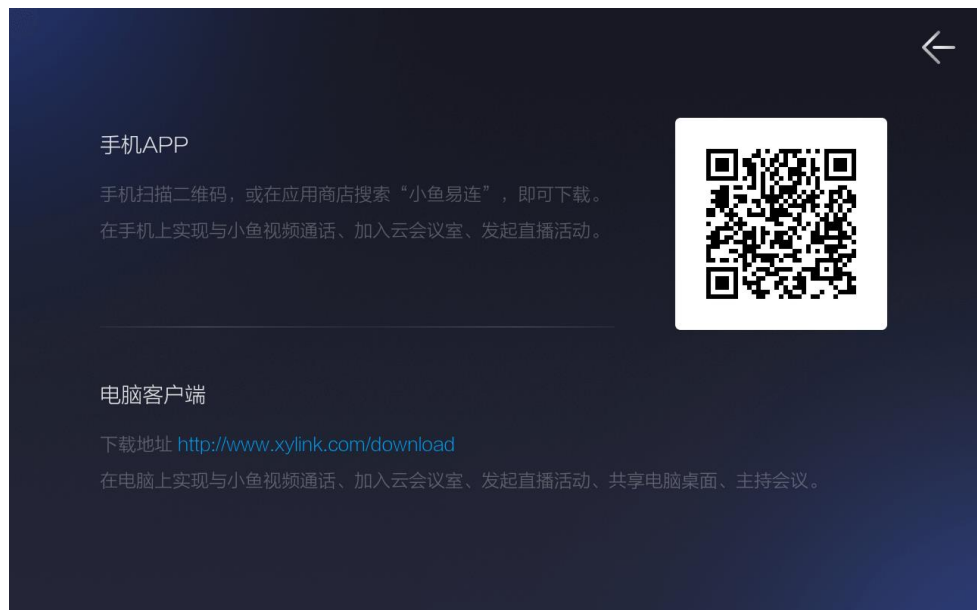 手机APP
手机扫描二维码，或在应用商店搜索“小鱼易连”，即可下载。
在手机上实现与小鱼视频通话、加入云会议室、发起直播活动。
电脑客户端
下载地址 http://www.xylink.com/download
在电脑上实现与小鱼视频通话、加入云会议室、发起直播活动、共享电脑桌面、主持会议。